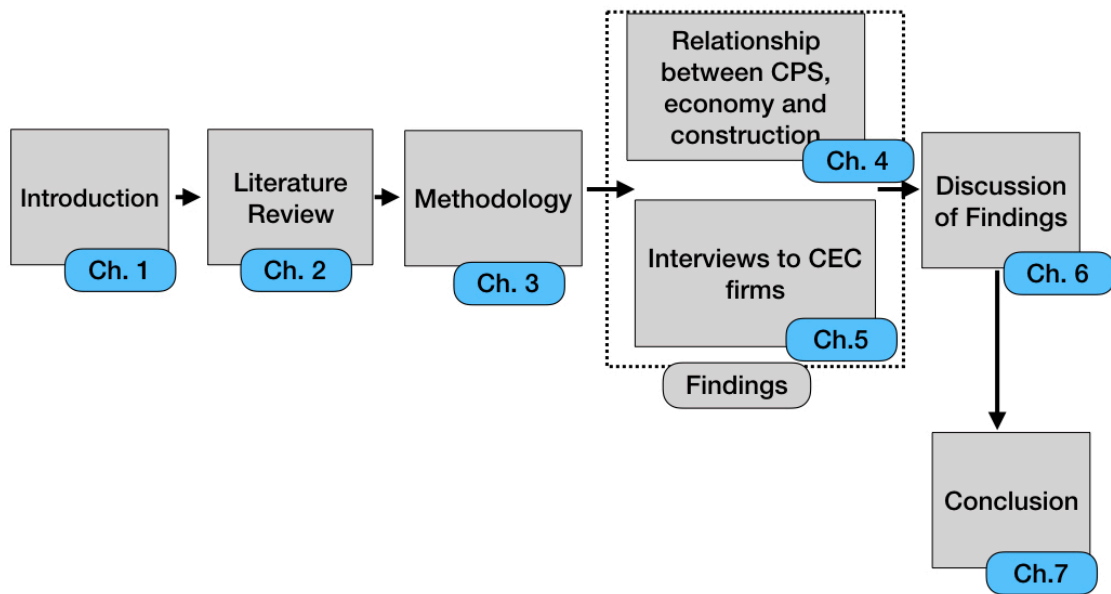 Introduction
Ch. 1
Literature
Review
Ch. 2
Methodology
Ch. 3
Relationship
between CPS,
economy and
construction
Ch. 4
Interviews to CEC
firms
Ch.5
Findings
Discussion
of Findings
Ch. 6
Conclusion
Ch.7